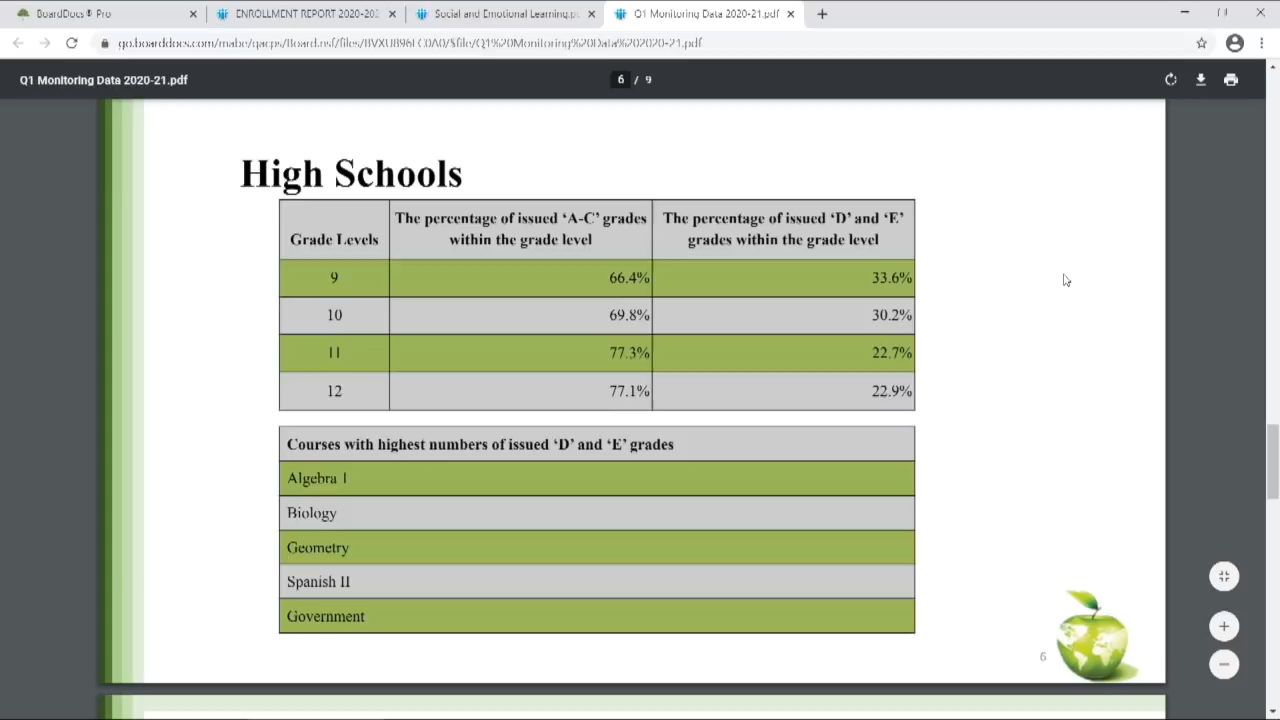 BoardDocs® Pro
ENROLLMENT REPORT 2020-202
Social and Emotional Learning.p
Q1 Monitoring Data 2020-21.pdf
Q1 Monitoring Data 2020-21.pdf
6 / 9
High Schools
Grade Levels
The percentage of issued ‘A-C’ grades
within the grade level
The percentage of issued ‘D’ and ‘E’
grades within the grade level
9 66.4% 33.6%
10 69.8% 30.2%
11 77.3% 22.7%
12 77.1% 22.9%
Courses with highest numbers of issued ‘D’ and ‘E’ grades
Algebra I
Biology
Geometry
Spanish II
Government
6